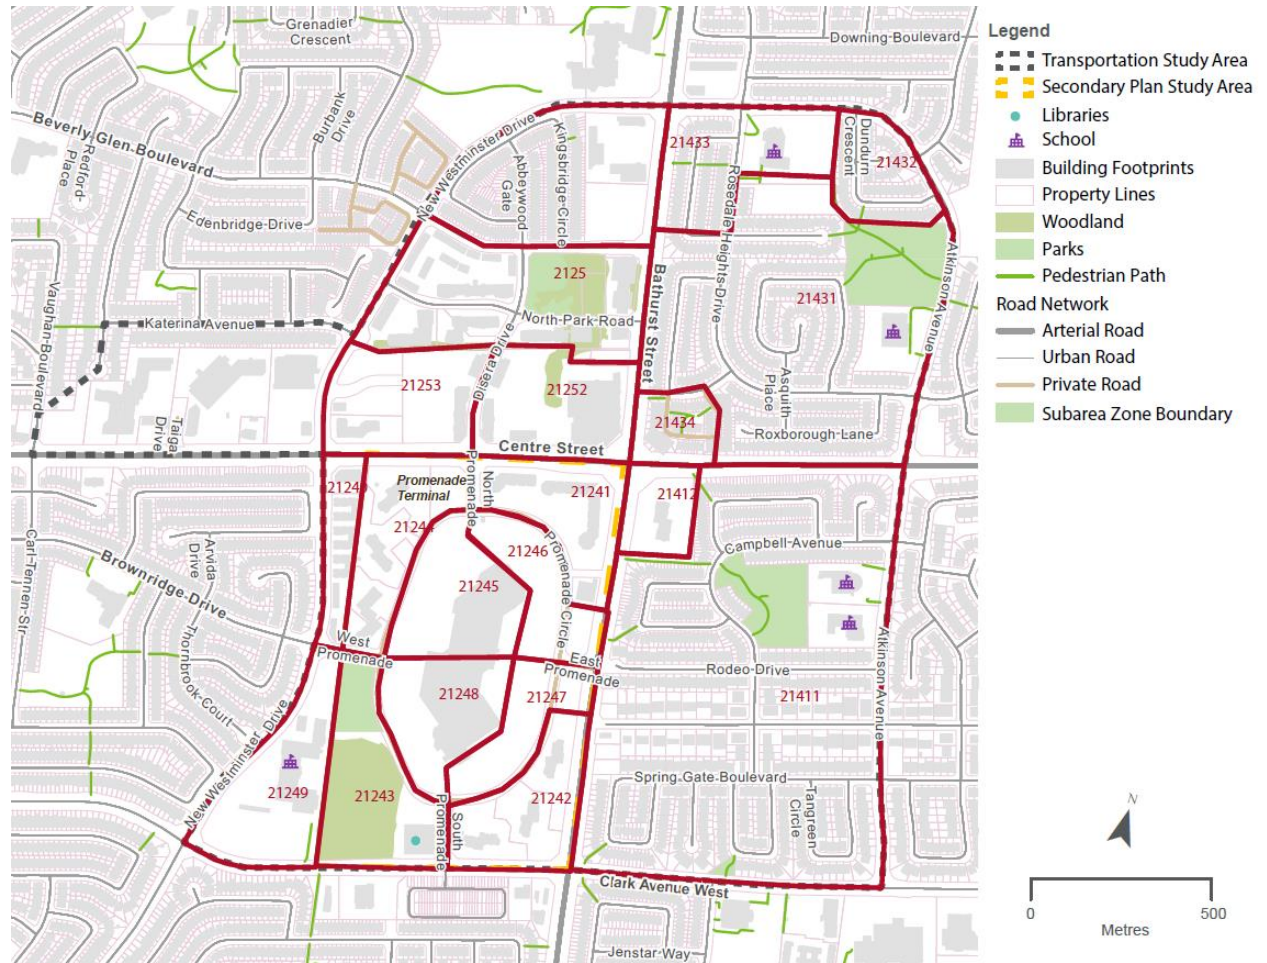 Grenadier
Crescent
Downing Boulevard
Beverly Glen Boulevard
Redford
Place
Burbank
Drive
New Westminster Drive
Abbeywood
Gate
Kingsbridge Circle
21433
Rosedale Heights Drive
Dundurn
Crescent
21432
Edenbridge Drive
2125
Bathurst Street
21431
Atkinson Avenue
Vaughan Boulevard
Katerina Avenue
North Park Road
Disera Drive
21253
21252
Asquith
Place
21434
Roxborough Lane
Taiga
Drive
Centre Street
Promenade
Terminal
North
Promenade
21241
21412
21244
21246
Promenade Circle
Campbell Avenue
Arvida
Drive
Brownridge Drive
21245
West
Promenade
East
Promenade
Thornbrook Court
Rodeo Drive
21411
Atkinson Avenue
21248
21247
New Westminster Drive
Spring Gate Boulevard
Tangreen
Circle
21249
21243
21242
South
Promenade
Clark Avenue West
Jenstar Way
Legend
Transportation Study Area
Secondary Plan Study Area
Libraries
School
Building Footprints
Property Lines
Woodland
Parks
Pedestrian Path
Road Network
Arterial Road
Urban Road
Private Road
Subarea Zone Boundary
N
0 500
Metres